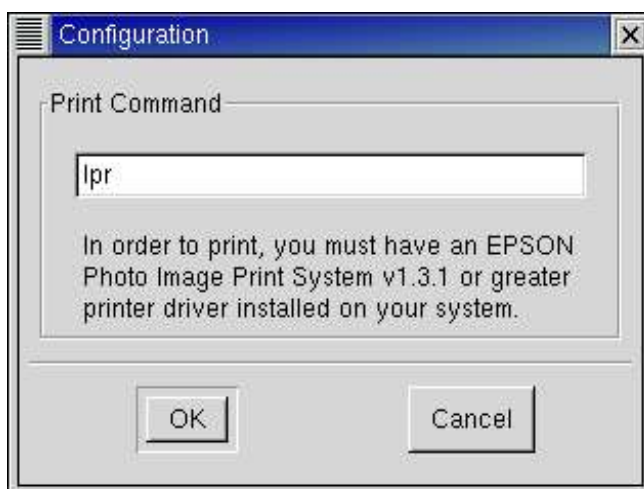 Configuration
Print Command
lpr
In order to print, you must have an EPSON
Photo Image Print System v1.3.1 or greater
printer driver installed on your system.
OK
Cancel